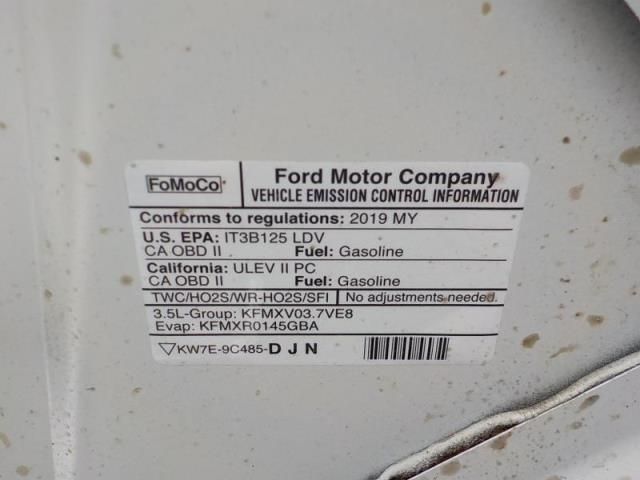 FoMoCo
Ford Motor Company
VEHICLE EMISSION CONTROL INFORMATION
Conforms to regulations: 2019 MY
U.S. EPA: IT3B125 LDV
CA OBD II Fuel: Gasoline
California: ULEV II PC
CA OBD II Fuel: Gasoline
TWC/HO2S/WR-HO2S/SFI No adjustments needed.
3.5L-Group: KFMXV03.7VE8
Evap: KFMXR0145GBA
KW7E-9C485-D J N